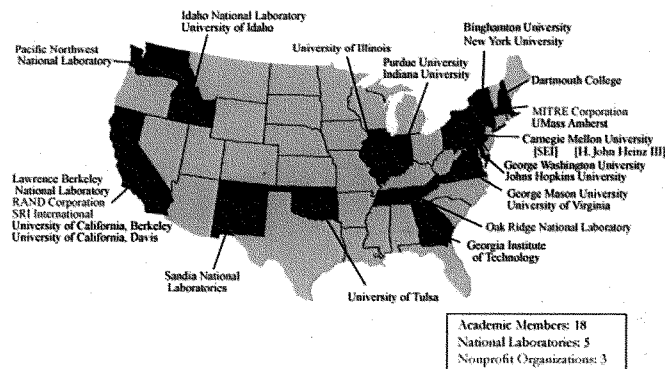 Idaho National Laboratory
University of Idaho
Pacific Northwest
National Laboratory
University of Illinois
Purdue University
Indiana University
Binghamton University
New York University
Dartmouth College
MITRE Corporation
UMass Amherst
Carnegie Mellon University
[SEI] [H. John Heinz III]
George Washington University
Johns Hopkins University
George Mason University
University of Virginia
Oak Ridge National Laboratory
Georgia Institute
of Technology
Lawrence Berkeley
National Laboratory
RAND Corporation
SRI International
University of California, Berkeley
University of California, Davis
Sandia National
Laboratories
University of Tulsa
Academic Members: 18
National Laboratories: 5
Nonprofit Organizations: 3